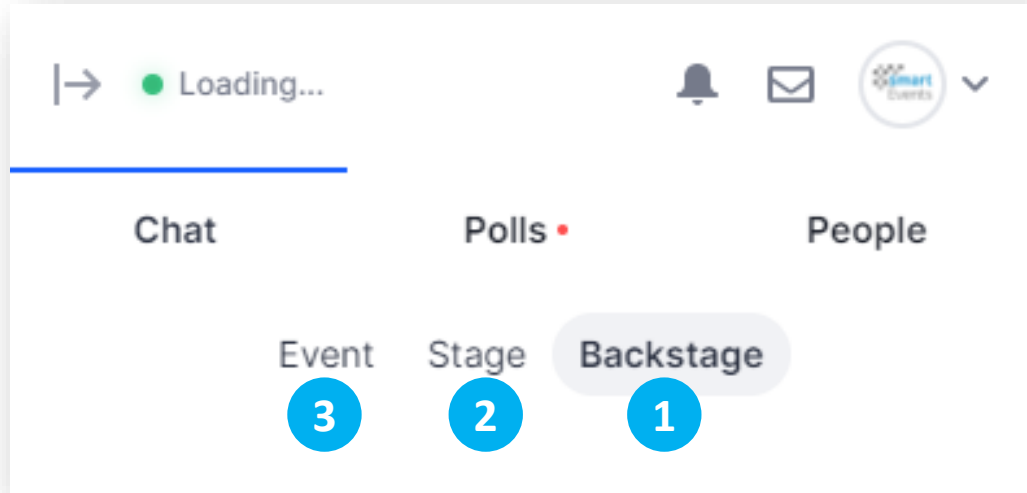 Loading...
smart
Events
Chat Polls People
Event Stage Backstage
3 2 1